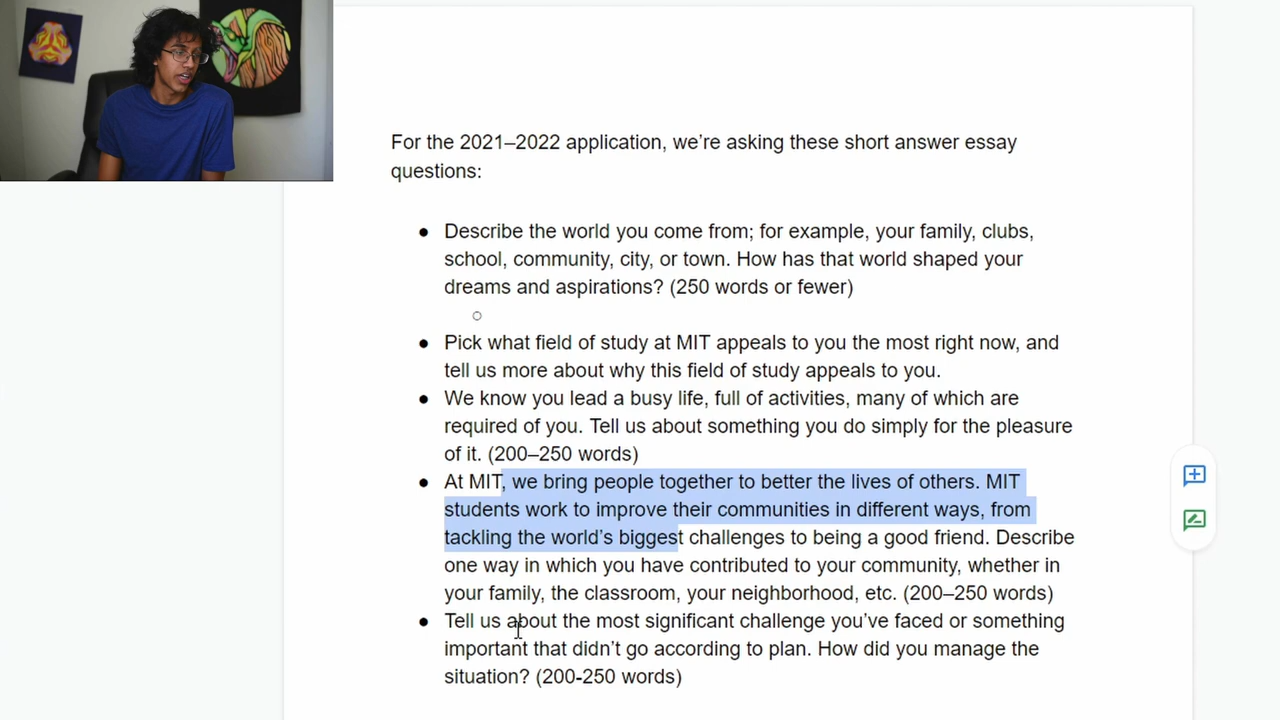 For the 2021–2022 application, we’re asking these short answer essay
questions:
Describe the world you come from; for example, your family, clubs,
school, community, city, or town. How has that world shaped your
dreams and aspirations? (250 words or fewer)
Pick what field of study at MIT appeals to you the most right now, and
tell us more about why this field of study appeals to you.
We know you lead a busy life, full of activities, many of which are
required of you. Tell us about something you do simply for the pleasure
of it. (200–250 words)
At MIT, we bring people together to better the lives of others. MIT
students work to improve their communities in different ways, from
tackling the world’s biggest challenges to being a good friend. Describe
one way in which you have contributed to your community, whether in
your family, the classroom, your neighborhood, etc. (200–250 words)
Tell us about the most significant challenge you’ve faced or something
important that didn’t go according to plan. How did you manage the
situation? (200-250 words)